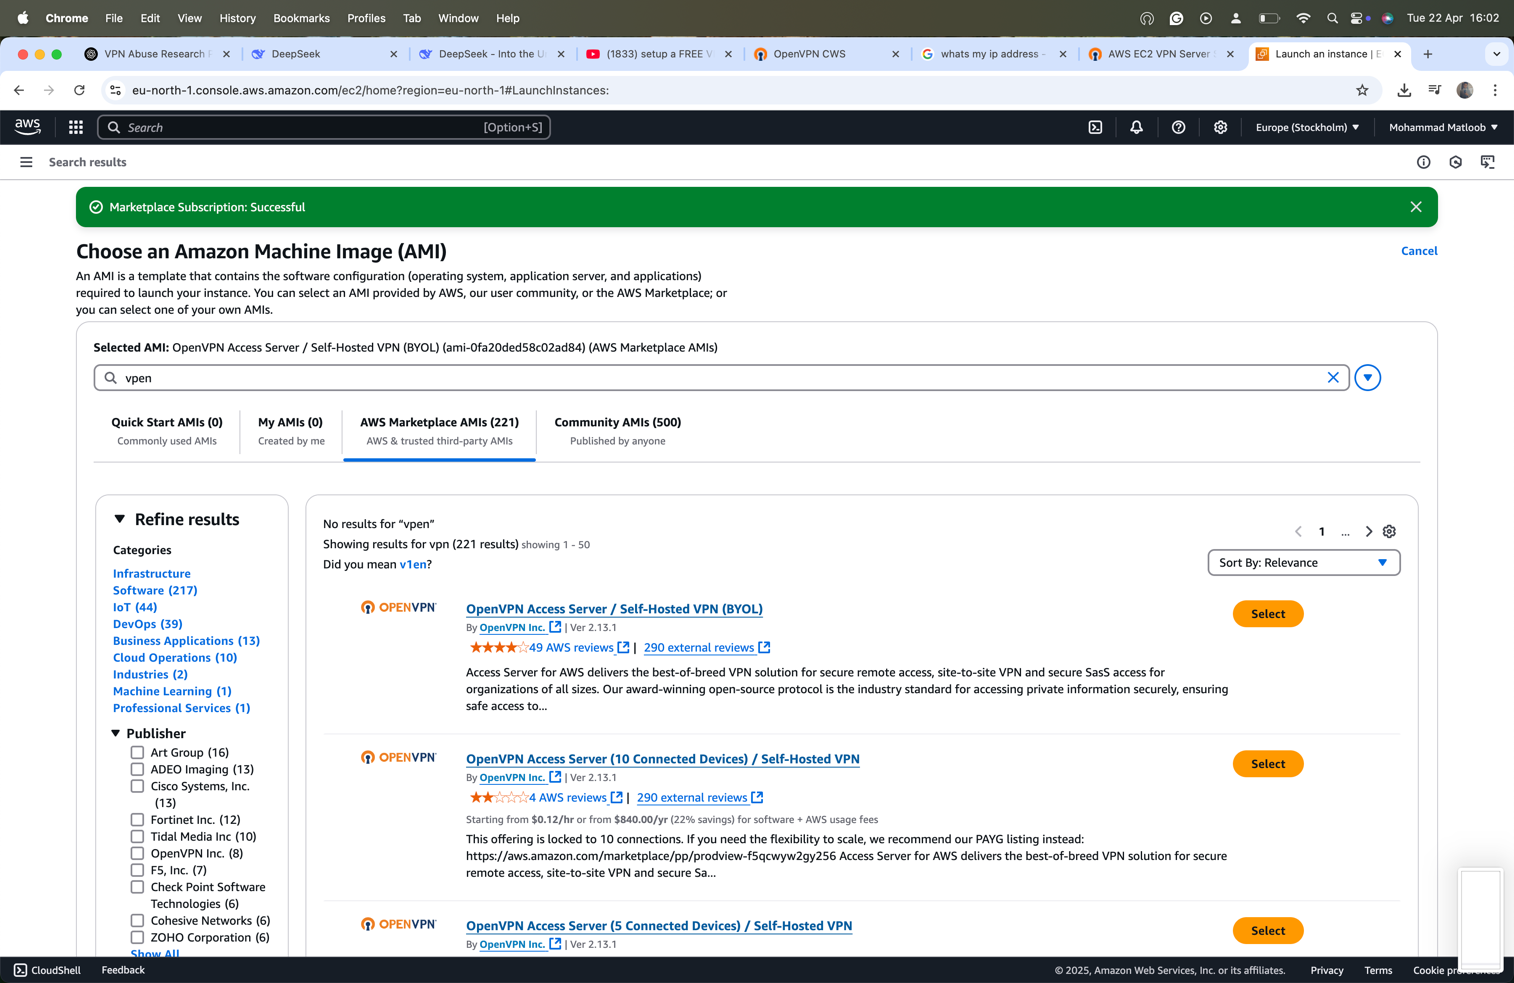 Chrome File Edit View History Bookmarks Profiles Tab Window Help Tue 22 Apr 16:02
VPN Abuse Research DeepSeek DeepSeek - Into the U (1833) setup a FREE V OpenVPN CWS whats my ip address - AWS EC2 VPN Server Launch an instance | E
eu-north-1.console.aws.amazon.com/ec2/home?region=eu-north-1#LaunchInstances:
aws Search [Option+S] Europe (Stockholm) Mohammad Matloob
Search results
Marketplace Subscription: Successful
Choose an Amazon Machine Image (AMI) Cancel
An AMI is a template that contains the software configuration (operating system, application server, and applications)
required to launch your instance. You can select an AMI provided by AWS, our user community, or the AWS Marketplace; or
you can select one of your own AMIs.
Selected AMI: OpenVPN Access Server / Self-Hosted VPN (BYOL) (ami-0fa20ded58c02ad84) (AWS Marketplace AMIs)
vpen
Quick Start AMIs (0) My AMIs (0) AWS Marketplace AMIs (221) Community AMIs (500)
Commonly used AMIs Created by me AWS & trusted third-party AMIs Published by anyone
Refine results
Categories
Infrastructure
Software (217)
IoT (44)
DevOps (39)
Business Applications (13)
Cloud Operations (10)
Industries (2)
Machine Learning (1)
Professional Services (1)
Publisher
Art Group (16)
ADEO Imaging (13)
Cisco Systems, Inc.
(13)
Fortinet Inc. (12)
Tidal Media Inc (10)
OpenVPN Inc. (8)
F5, Inc. (7)
Check Point Software
Technologies (6)
Cohesive Networks (6)
ZOHO Corporation (6)
Show All
No results for “vpen”
Showing results for vpn (221 results) showing 1 - 50
Did you mean v1en?
1 ...
Sort By: Relevance
OPENVPN OpenVPN Access Server / Self-Hosted VPN (BYOL) Select
By OpenVPN Inc. | Ver 2.13.1
49 AWS reviews | 290 external reviews
Access Server for AWS delivers the best-of-breed VPN solution for secure remote access, site-to-site VPN and secure SaaS access for
organizations of all sizes. Our award-winning open-source protocol is the industry standard for accessing private information securely, ensuring
safe access to...
OPENVPN OpenVPN Access Server (10 Connected Devices) / Self-Hosted VPN Select
By OpenVPN Inc. | Ver 2.13.1
4 AWS reviews | 290 external reviews
Starting from $0.12/hr or from $840.00/yr (22% savings) for software + AWS usage fees
This offering is locked to 10 connections. If you need the flexibility to scale, we recommend our PAYG listing instead:
https://aws.amazon.com/marketplace/pp/prodview-f5qcwyw2gy256 Access Server for AWS delivers the best-of-breed VPN solution for secure
remote access, site-to-site VPN and secure Sa...
OPENVPN OpenVPN Access Server (5 Connected Devices) / Self-Hosted VPN Select
By OpenVPN Inc. | Ver 2.13.1
CloudShell Feedback © 2025, Amazon Web Services, Inc. or its affiliates. Privacy Terms Cookie